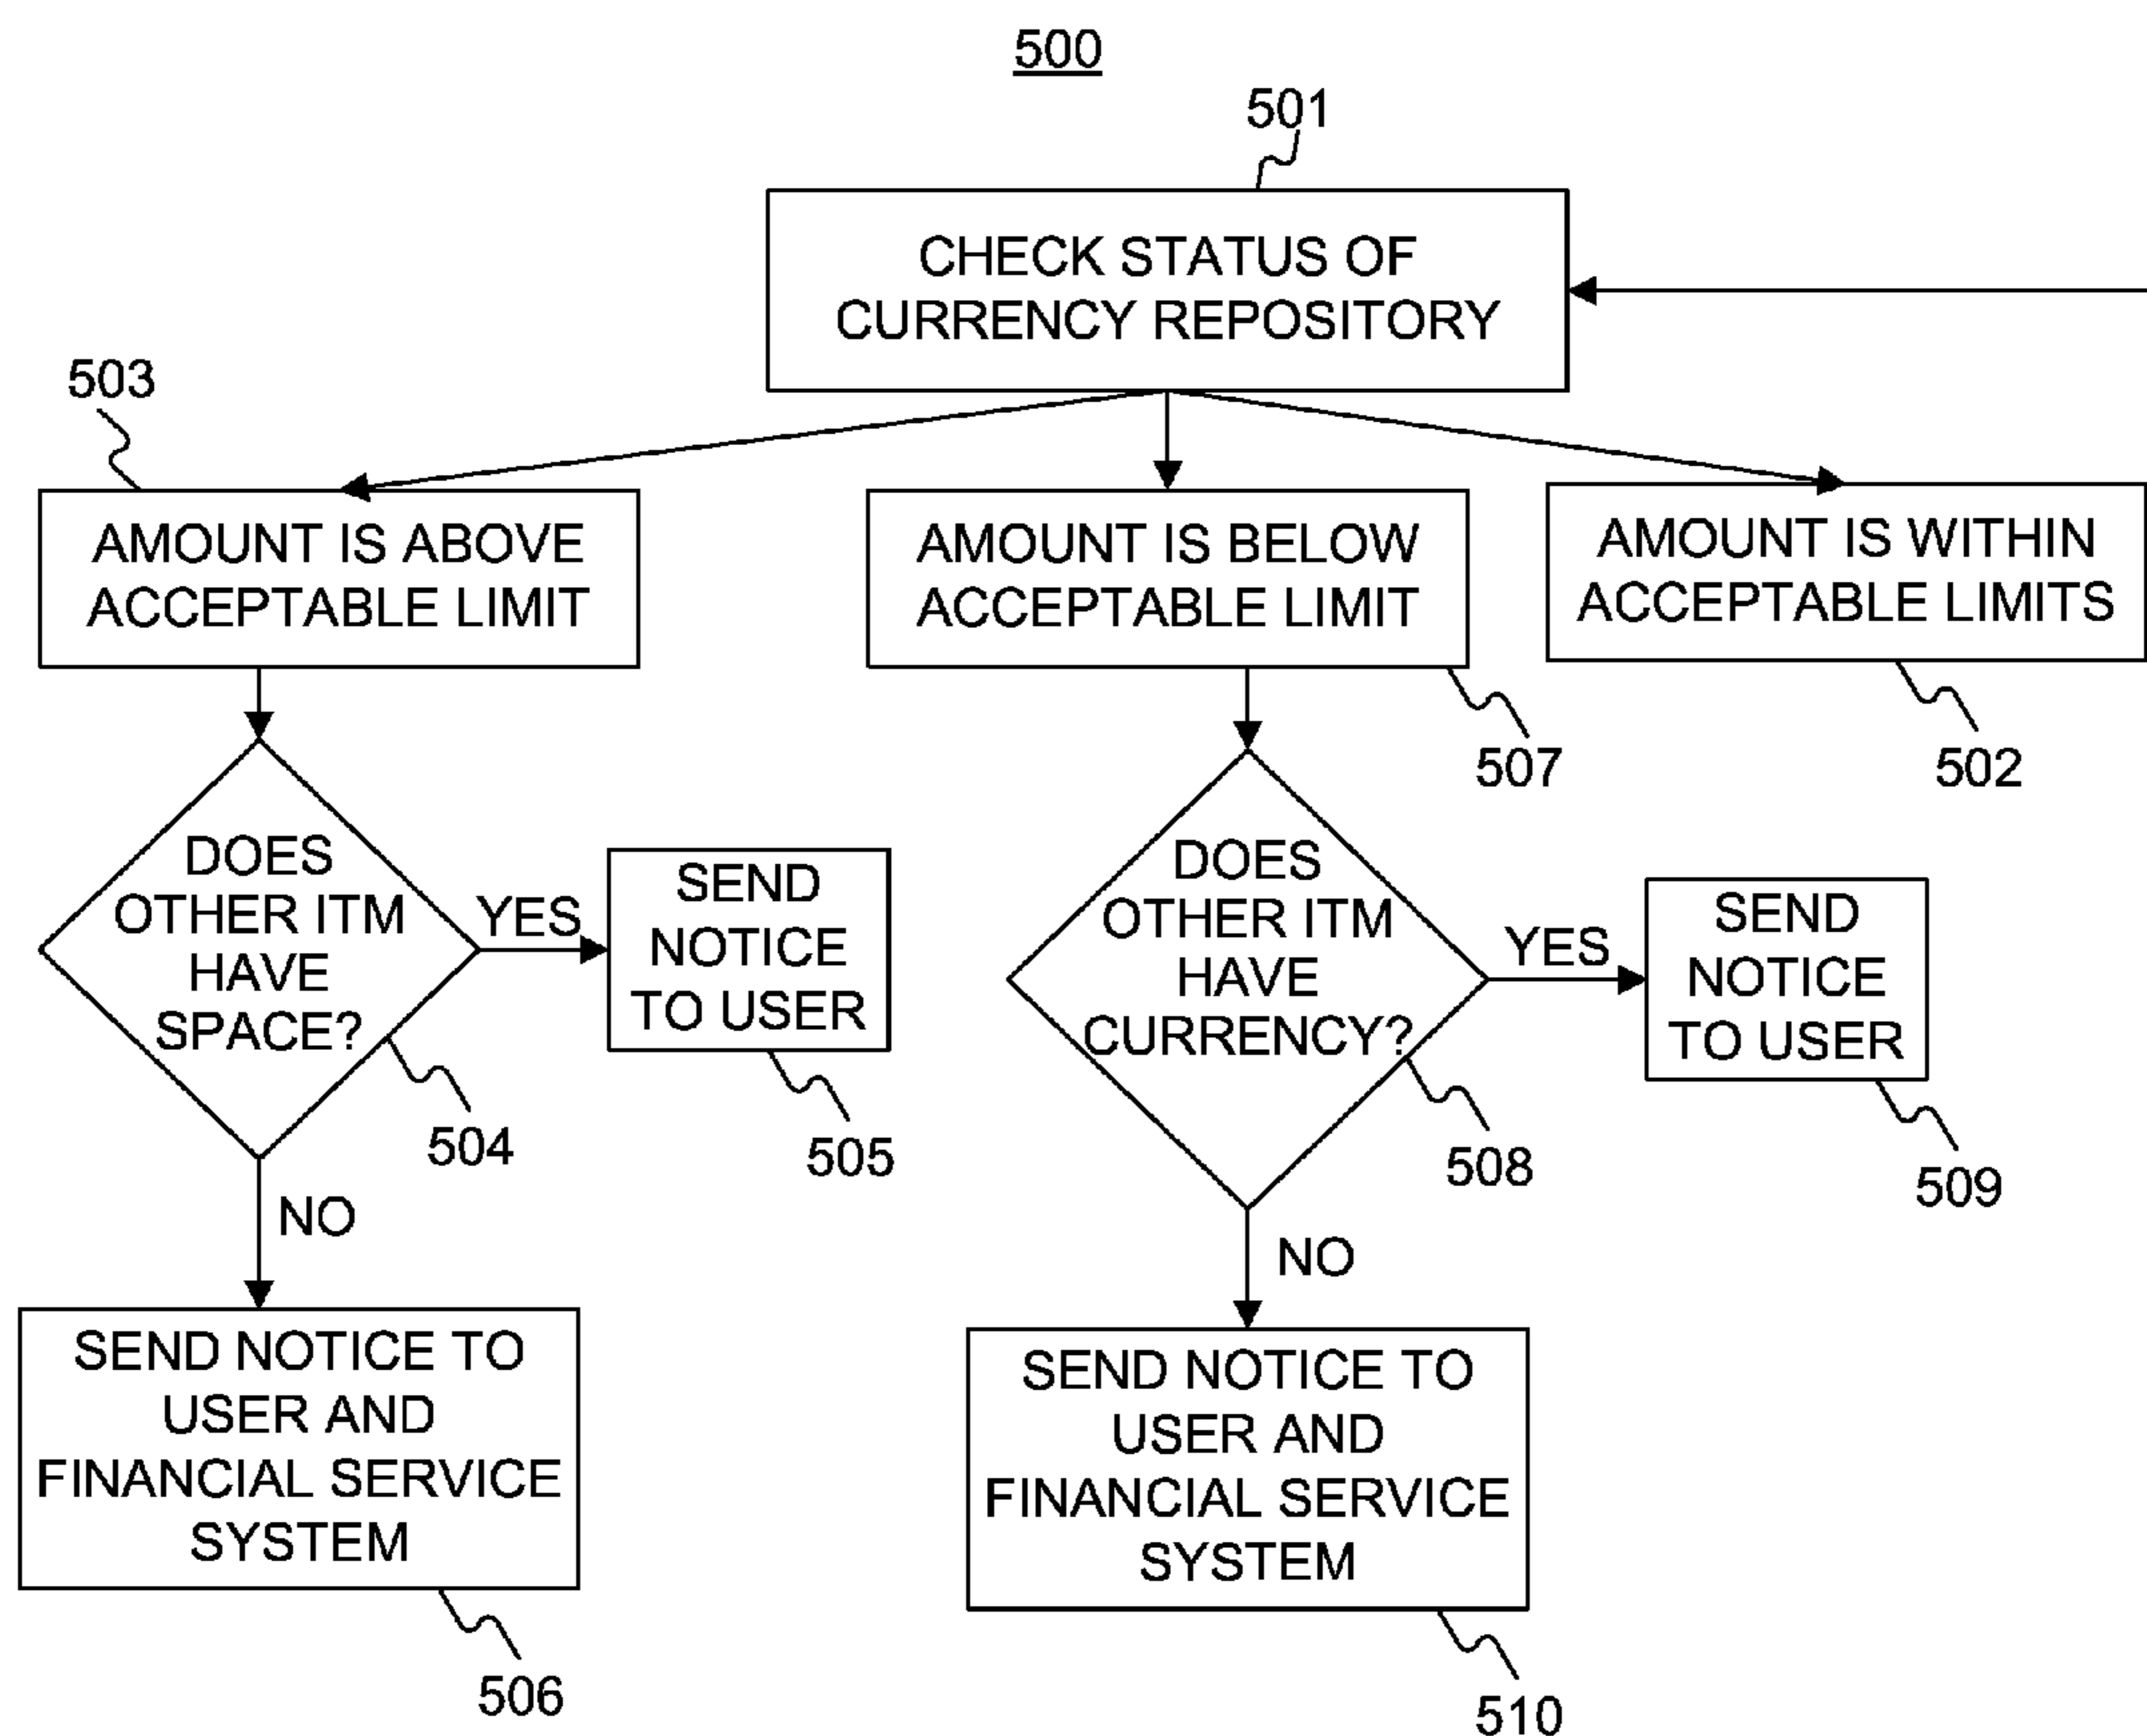 500
501
CHECK STATUS OF
CURRENCY REPOSITORY
503
AMOUNT IS ABOVE
ACCEPTABLE LIMIT
AMOUNT IS BELOW
ACCEPTABLE LIMIT
AMOUNT IS WITHIN
ACCEPTABLE LIMITS
507
502
DOES
OTHER ITM
HAVE
SPACE?
YES
SEND
NOTICE
TO USER
504
505
DOES
OTHER ITM
HAVE
CURRENCY?
YES
SEND
NOTICE
TO USER
508
509
NO
SEND NOTICE TO
USER AND
FINANCIAL SERVICE
SYSTEM
506
NO
SEND NOTICE TO
USER AND
FINANCIAL SERVICE
SYSTEM
510